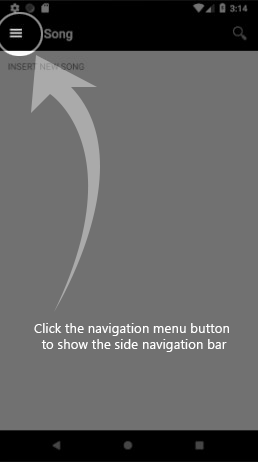 3:14
Song
INSERT NEW SONG
Click the navigation menu button
to show the side navigation bar